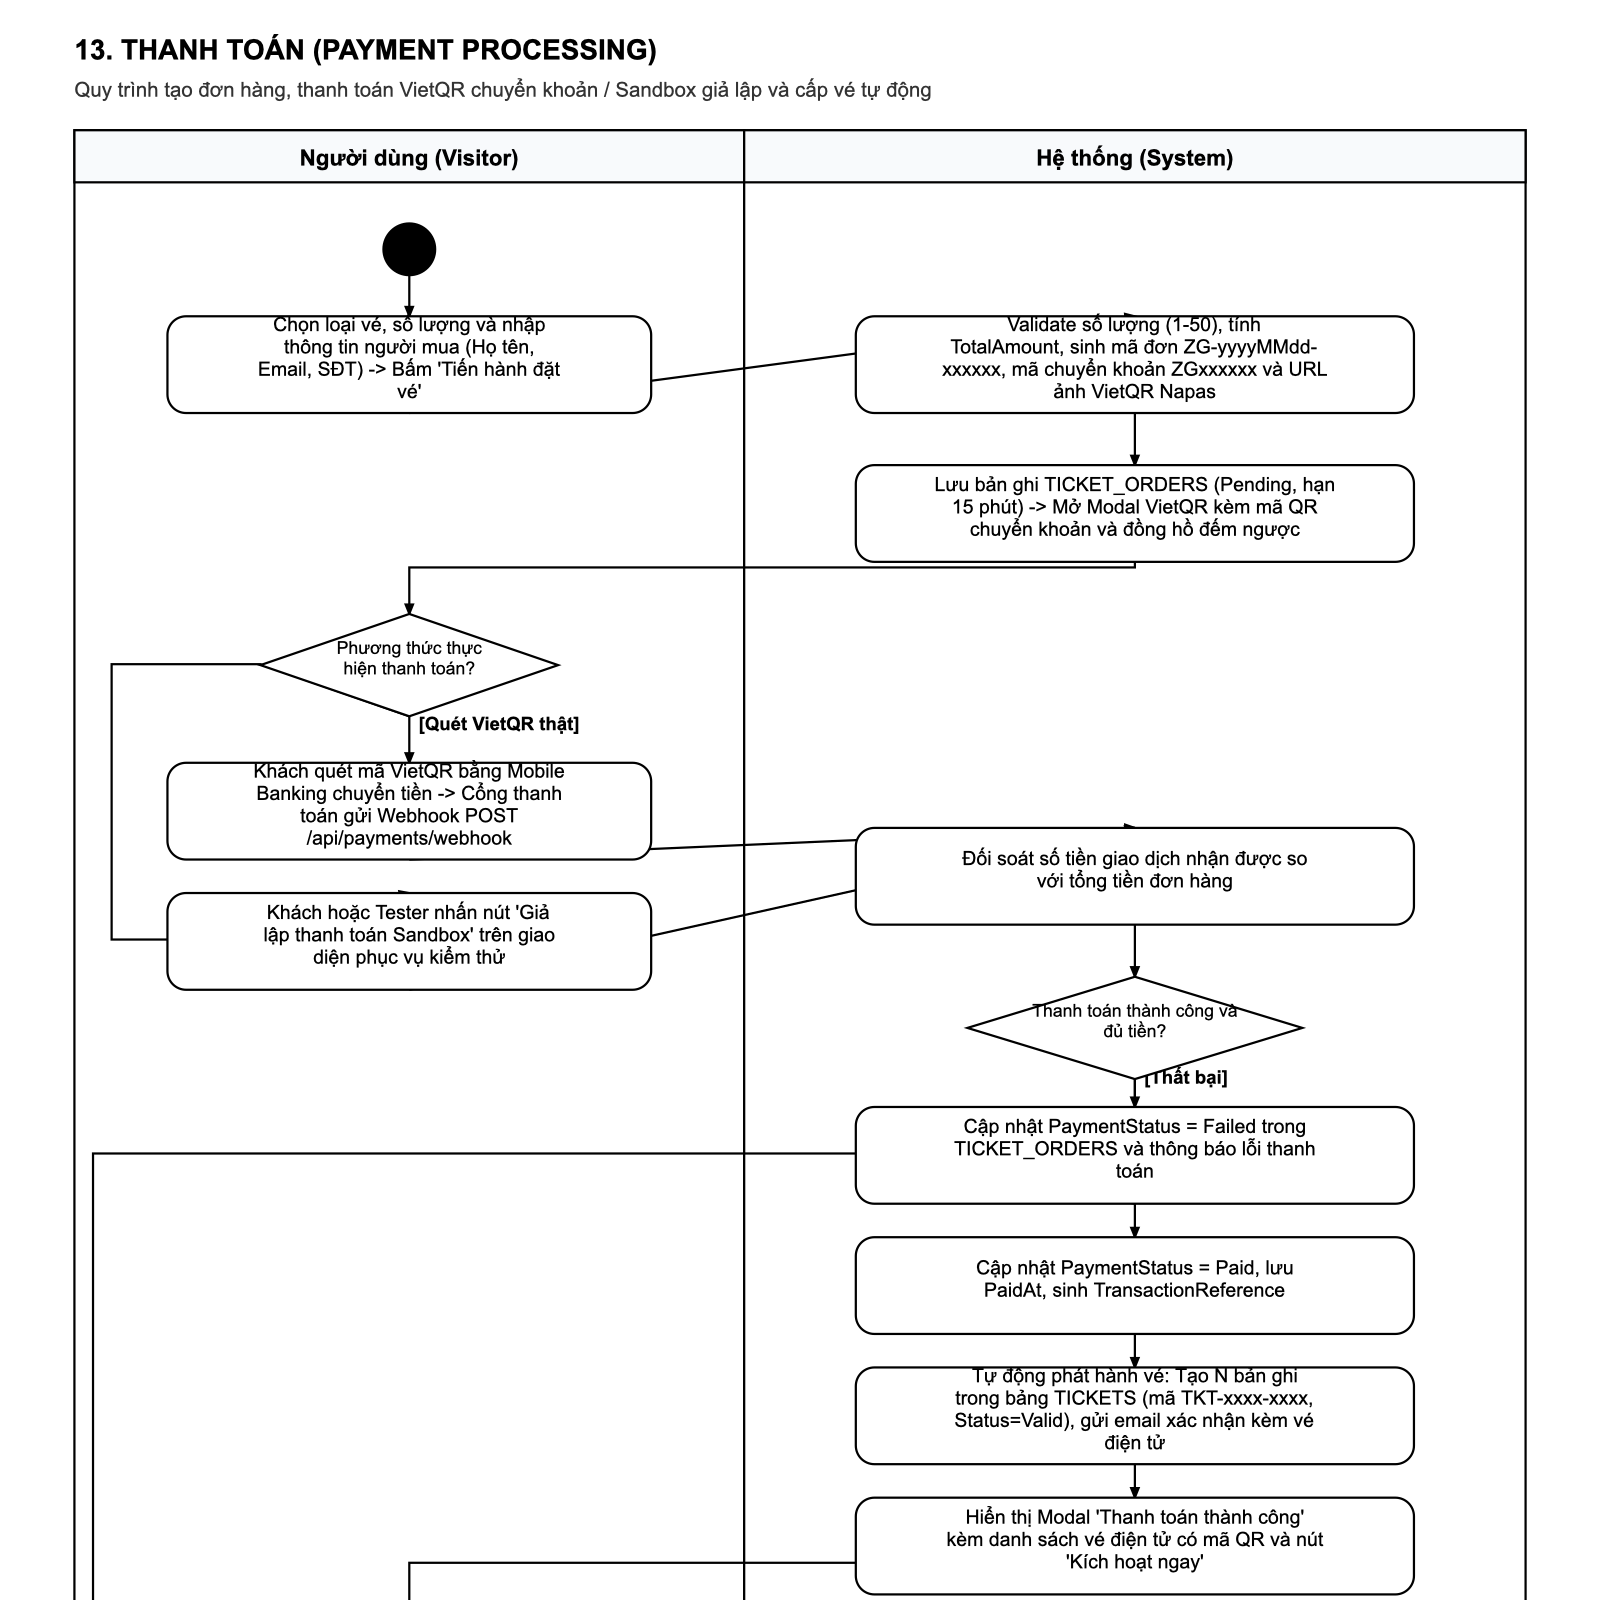 13. THANH TOÁN (PAYMENT PROCESSING)
Quy trình tạo đơn hàng, thanh toán VietQR chuyển khoản / Sandbox giả lập và cấp vé tự động
Người dùng (Visitor)
Hệ thống (System)
Chọn loại vé, số lượng và nhập
thông tin người mua (Họ tên,
Email, SĐT) -> Bấm 'Tiến hành đặt
vé'
Validate số lượng (1-50), tính
TotalAmount, sinh mã đơn ZG-yyyyMMdd-
xxxxxx, mã chuyển khoản ZGxxxxxx và URL
ảnh VietQR Napas
Lưu bản ghi TICKET_ORDERS (Pending, hạn
15 phút) -> Mở Modal VietQR kèm mã QR
chuyển khoản và đồng hồ đếm ngược
Phương thức thực
hiện thanh toán?
[Quét VietQR thật]
Khách quét mã VietQR bằng Mobile
Banking chuyển tiền -> Cổng thanh
toán gửi Webhook POST
/api/payments/webhook
Đối soát số tiền giao dịch nhận được so
với tổng tiền đơn hàng
Khách hoặc Tester nhấn nút 'Giả
lập thanh toán Sandbox' trên giao
diện phục vụ kiểm thử
Thanh toán thành công và
đủ tiền?
[Thất bại]
Cập nhật PaymentStatus = Failed trong
TICKET_ORDERS và thông báo lỗi thanh
toán
Cập nhật PaymentStatus = Paid, lưu
PaidAt, sinh TransactionReference
Tự động phát hành vé: Tạo N bản ghi
trong bảng TICKETS (mã TKT-xxxx-xxxx,
Status=Valid), gửi email xác nhận kèm vé
điện tử
Hiển thị Modal 'Thanh toán thành công'
kèm danh sách vé điện tử có mã QR và nút
'Kích hoạt ngay'